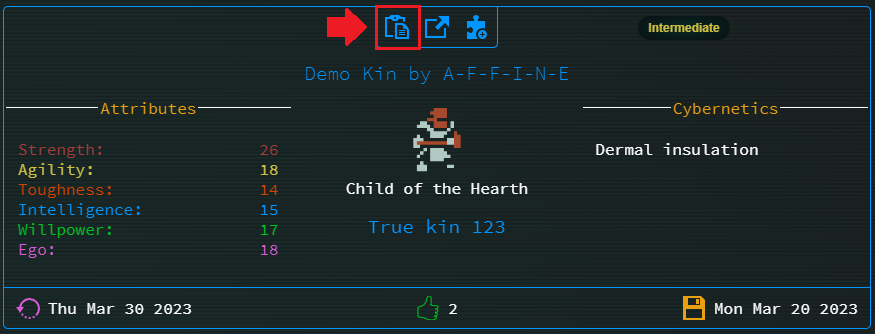 Intermediate
Demo Kin by A-F-F-I-N-E
Attributes
Strength: 26
Agility: 18
Toughness: 14
Intelligence: 15
Willpower: 17
Ego: 18
Child of the Hearth
True kin 123
Cybernetics
Dermal insulation
Thu Mar 30 2023
2
Mon Mar 20 2023